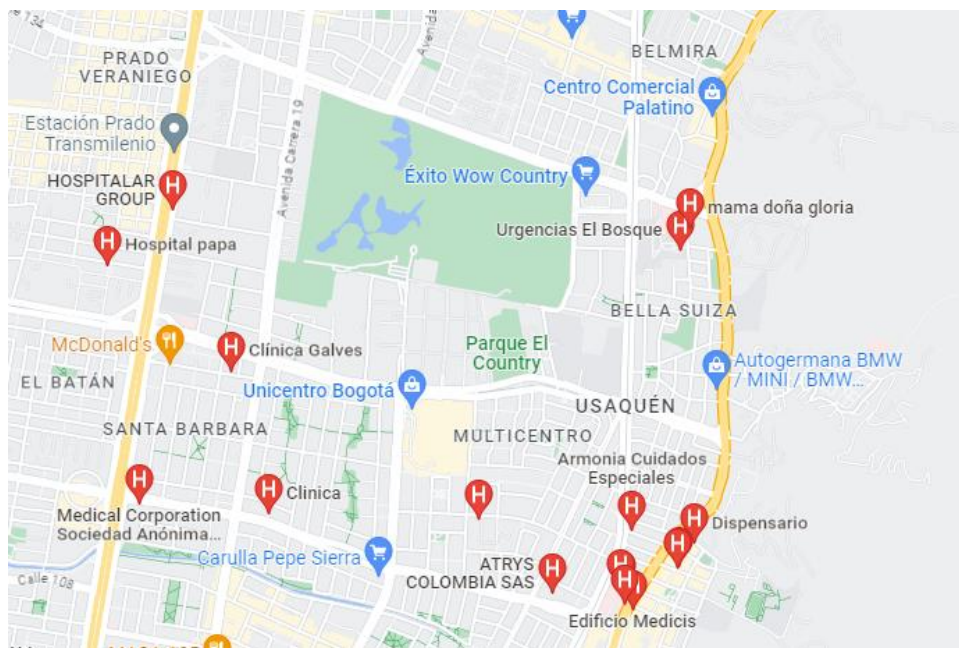 134
Avenida
BELMIRA
PRADO
VERANIEGO
Centro Comercial
Palatino
Avenida Carrera 19
Estación Prado
Transmilenio
HOSPITALAR
GROUP
H
Éxito Wow Country
H
mama doña gloria
Urgencias El Bosque
H
H
Hospital papa
BELLA SUIZA
McDonald's
H
Clínica Galves
Parque El
Country
Autogermana BMW
/ MINI / BMW...
EL BATÁN
Unicentro Bogotá
USAQUÉN
SANTA BARBARA
MULTICENTRO
Armonia Cuidados
Especiales
H
H
Clinica
H
H
Medical Corporation
Sociedad Anónima...
H
Dispensario
H
Carulla Pepe Sierra
ATRYS
COLOMBIA SAS
H
H
H
Calle 108
Edificio Medicis